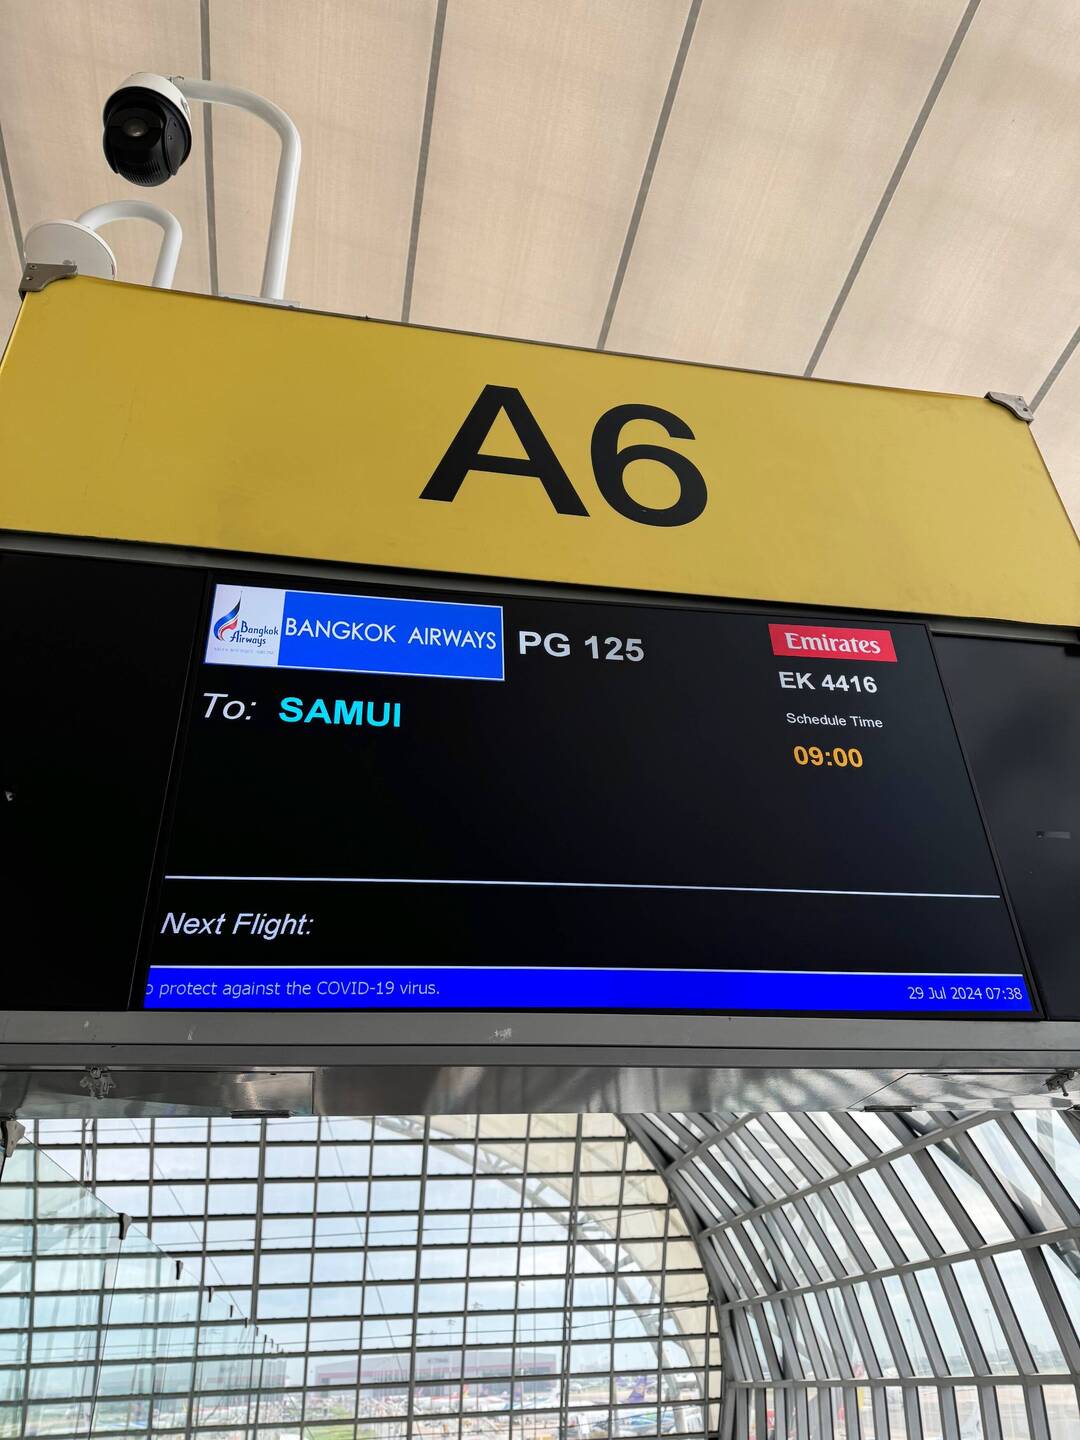 A6
Bangkok Airways
BANGKOK AIRWAYS
PG 125
Emirates
EK 4416
To: SAMUI
Schedule Time
09:00
Next Flight:
protect against the COVID-19 virus.
29 Jul 2024 07:38